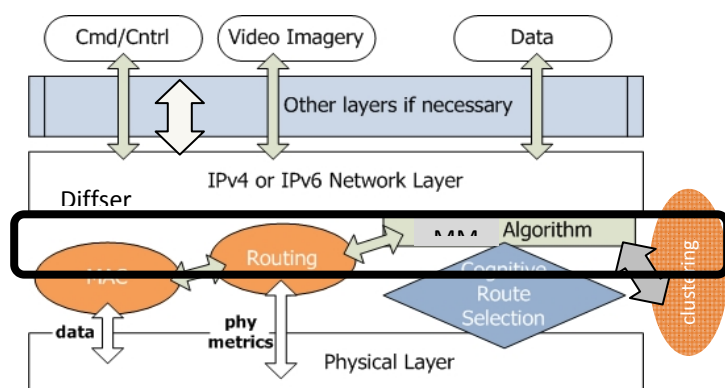 Cmd/Cntrl
Video Imagery
Data
Other layers if necessary
IPv4 or IPv6 Network Layer
Diffser
Algorithm
MAC
Routing
Cognitive
Route
Selection
clustering
data
phy
metrics
Physical Layer